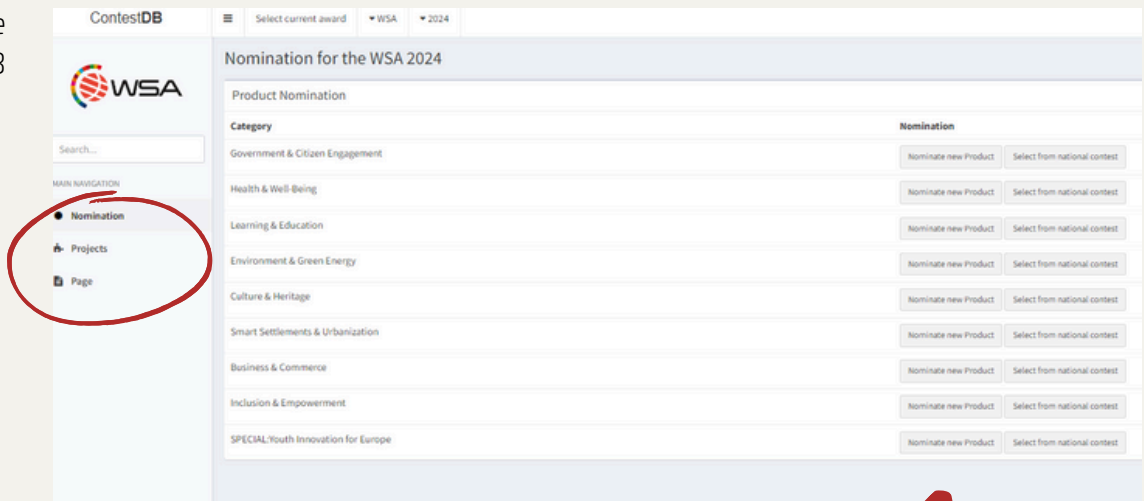 e
3
ContestDB
Select current award WSA 2024
WSA
Search...
MAIN NAVIGATION
Nomination
Projects
Page
Nomination for the WSA 2024
Product Nomination
Category Nomination
Government & Citizen Engagement Nominate new Product Select from national contest
Health & Well-Being Nominate new Product Select from national contest
Learning & Education Nominate new Product Select from national contest
Environment & Green Energy Nominate new Product Select from national contest
Culture & Heritage Nominate new Product Select from national contest
Smart Settlements & Urbanization Nominate new Product Select from national contest
Business & Commerce Nominate new Product Select from national contest
Inclusion & Empowerment Nominate new Product Select from national contest
SPECIAL:Youth Innovation for Europe Nominate new Product Select from national contest